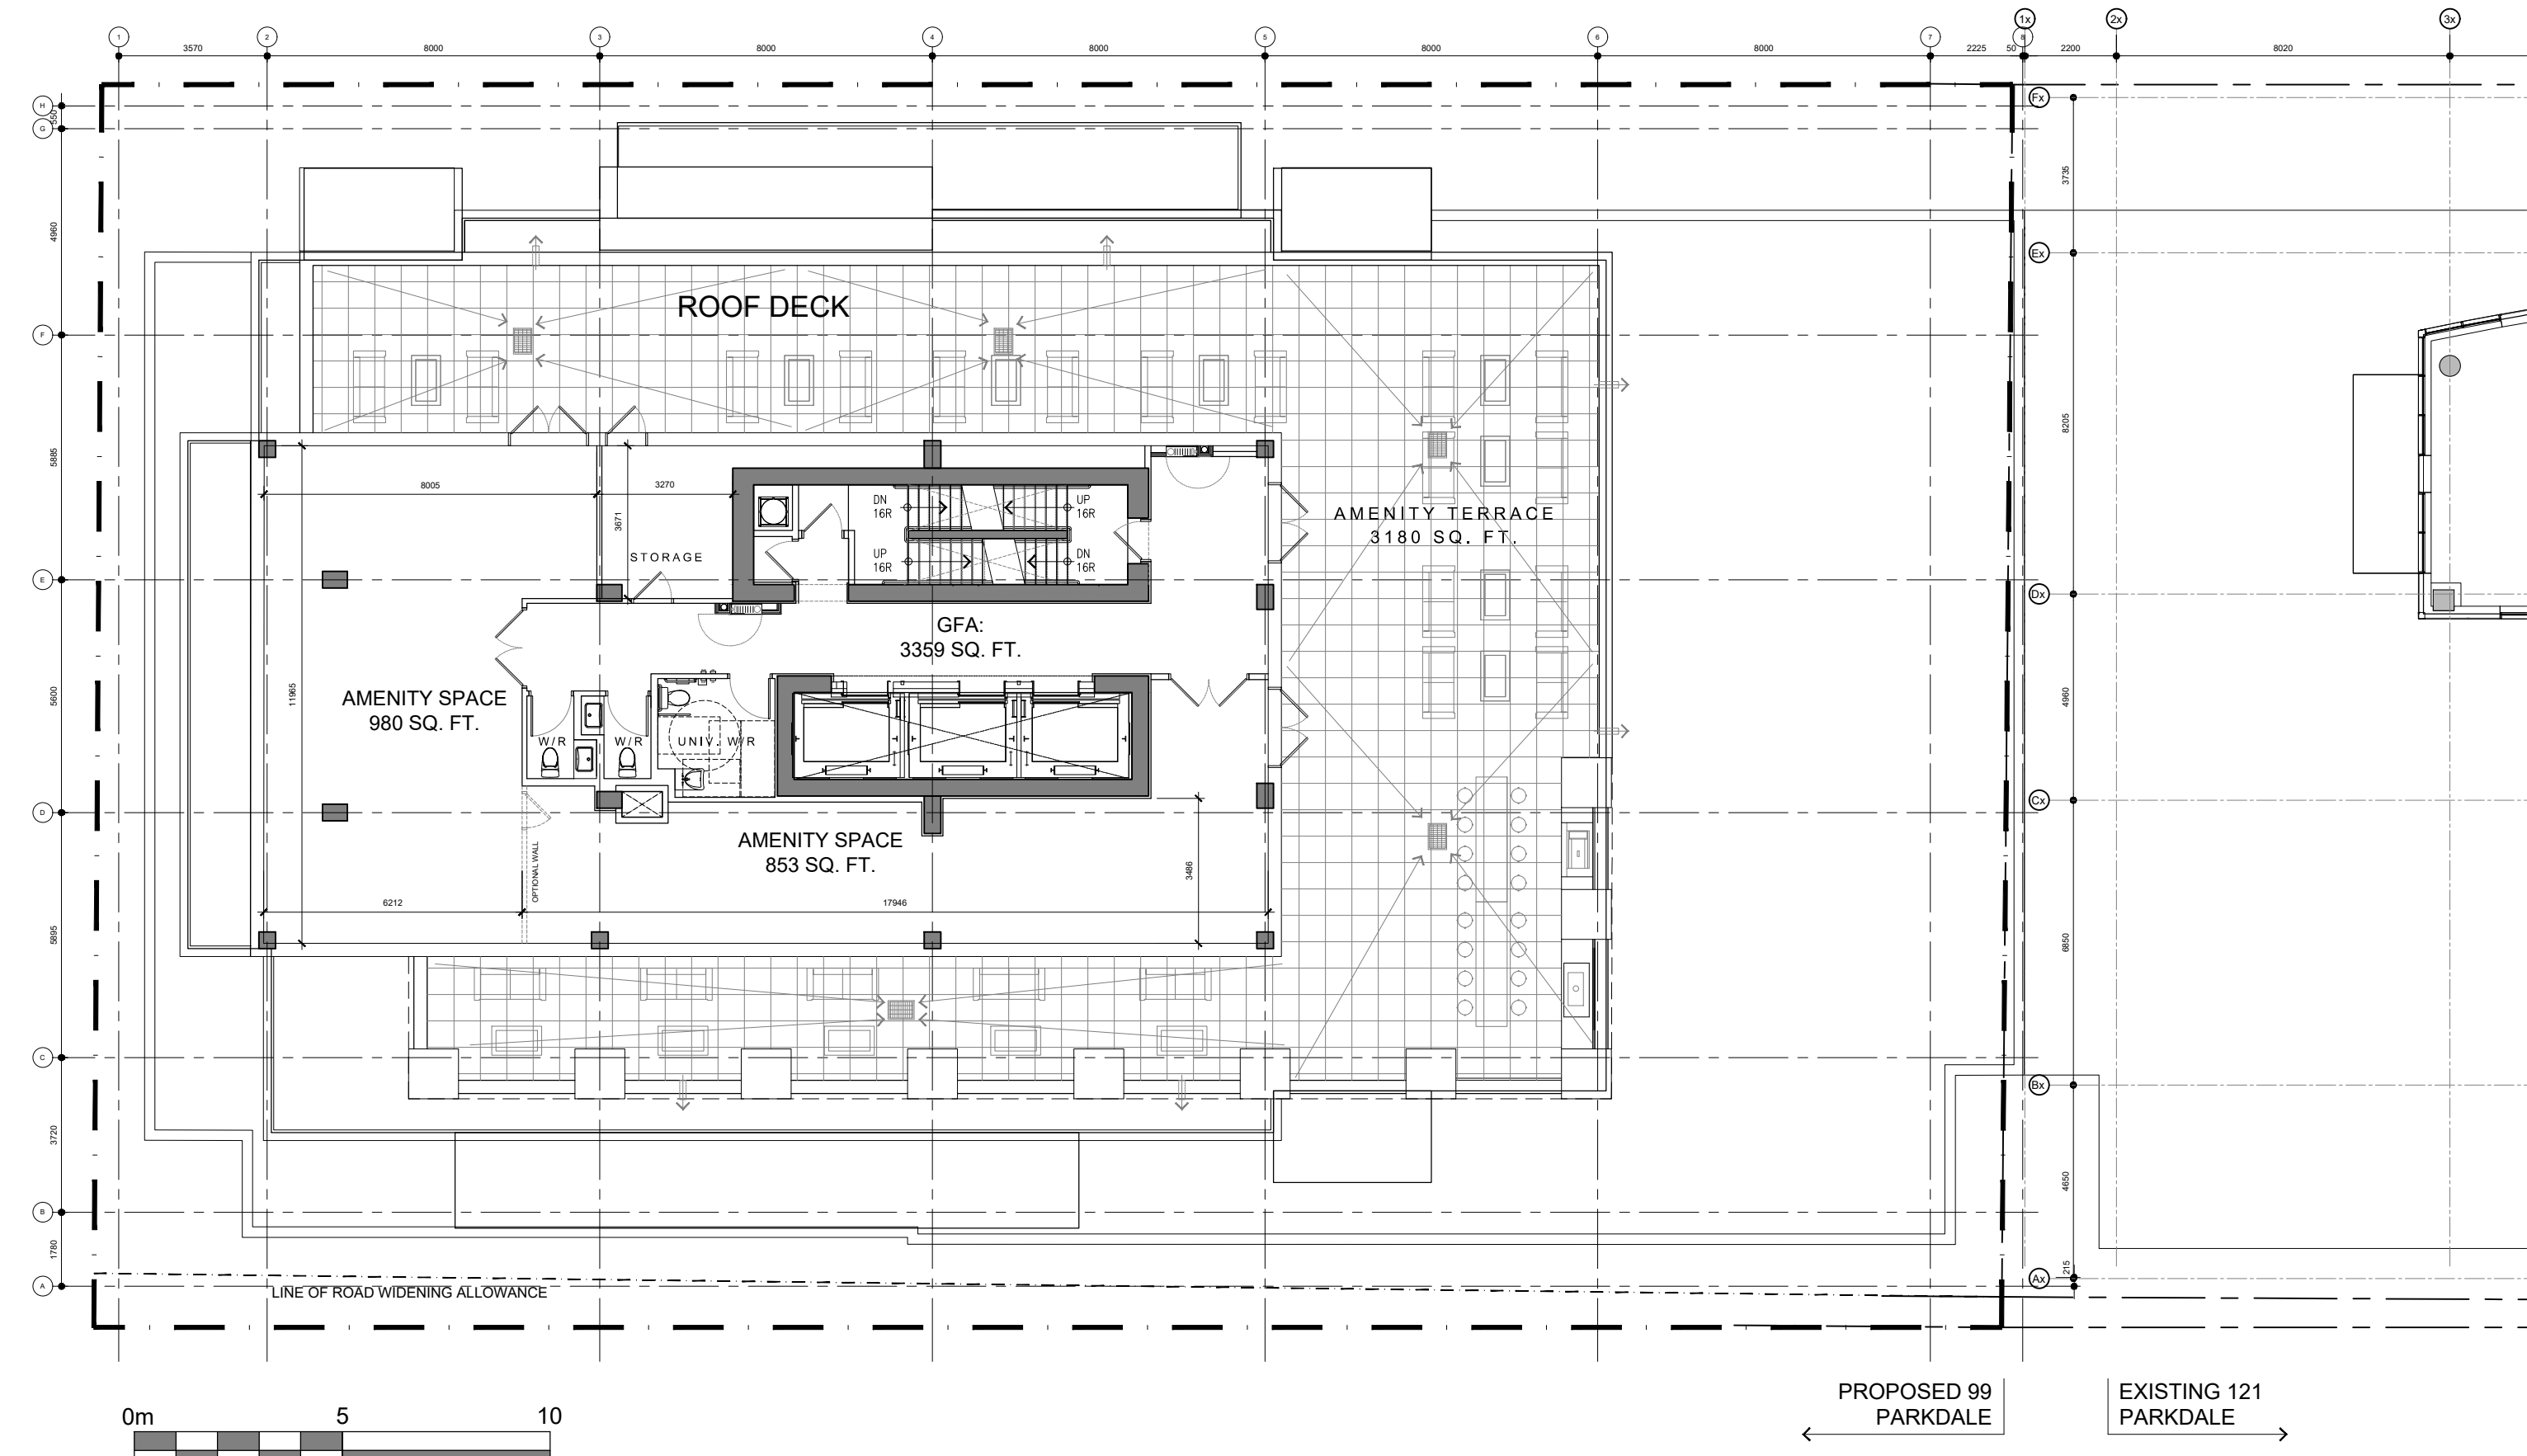 1x
2x
3x
1
2
3
4
5
6
7
8
3570
8000
8000
8000
8000
8000
2225
50
2200
8020
H
G
550
Fx
4960
3735
Ex
ROOF DECK
F
5885
8205
8005
3270
3671
DN
16R
UP
16R
AMENITY TERRACE
3180 SQ. FT.
STORAGE
UP
16R
DN
16R
E
Dx
GFA:
3359 SQ. FT.
5600
11965
4960
AMENITY SPACE
980 SQ. FT.
W/R
W/R
UNIV. W/R
D
Cx
AMENITY SPACE
853 SQ. FT.
OPTIONAL WALL
3486
6212
17946
5895
6850
C
Bx
3720
4650
B
1780
215
A
Ax
LINE OF ROAD WIDENING ALLOWANCE
PROPOSED 99
PARKDALE
EXISTING 121
PARKDALE
0m
5
10